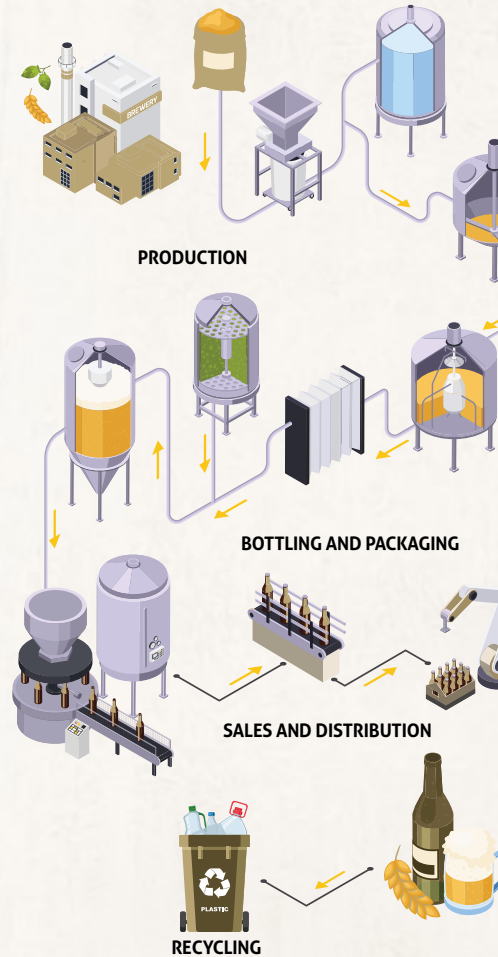 BREWERY
PRODUCTION
BOTTLING AND PACKAGING
SALES AND DISTRIBUTION
PLASTIC
RECYCLING